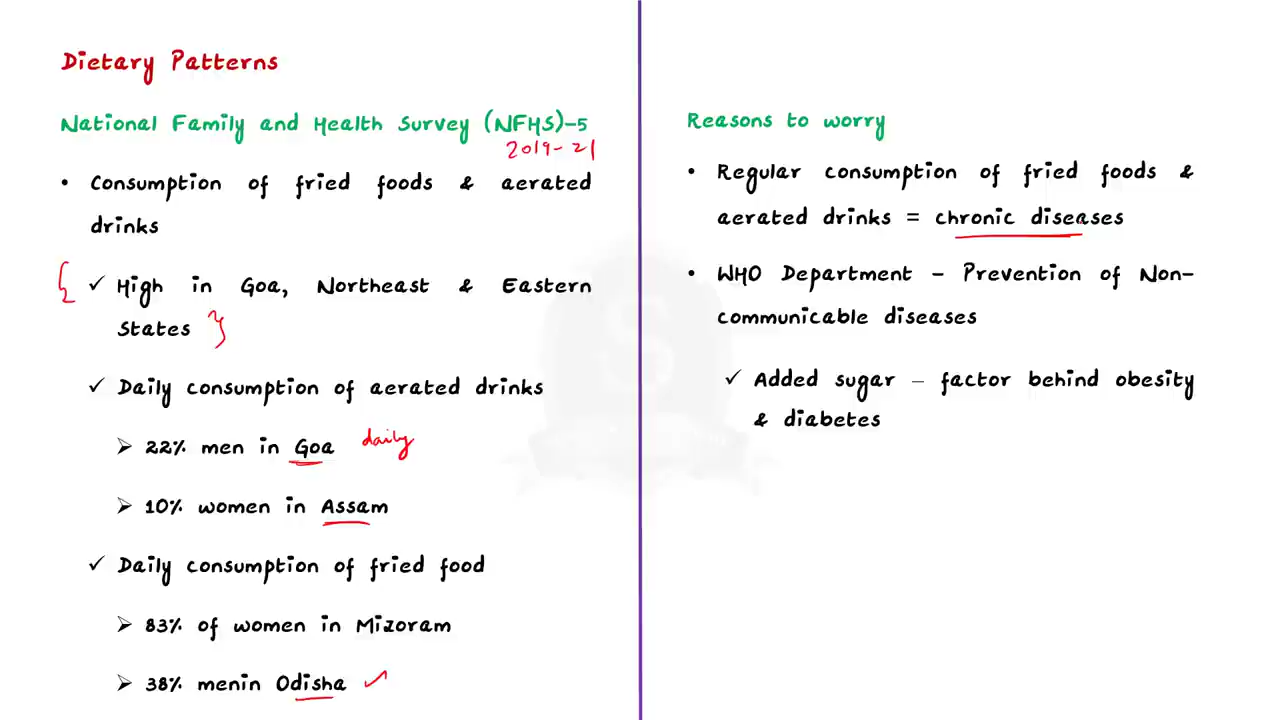 Dietary Patterns
National Family and Health Survey (NFHS)-5
2019-21
• Consumption of fried foods & aerated
drinks
✓ High in Goa, Northeast & Eastern
States
✓ Daily consumption of aerated drinks
➢ 22% men in Goa daily
➢ 10% women in Assam
✓ Daily consumption of fried food
➢ 83% of women in Mizoram
➢ 38% menin Odisha
Reasons to worry
• Regular consumption of fried foods &
aerated drinks = chronic diseases
• WHO Department – Prevention of Non-
communicable diseases
✓ Added sugar – factor behind obesity
& diabetes